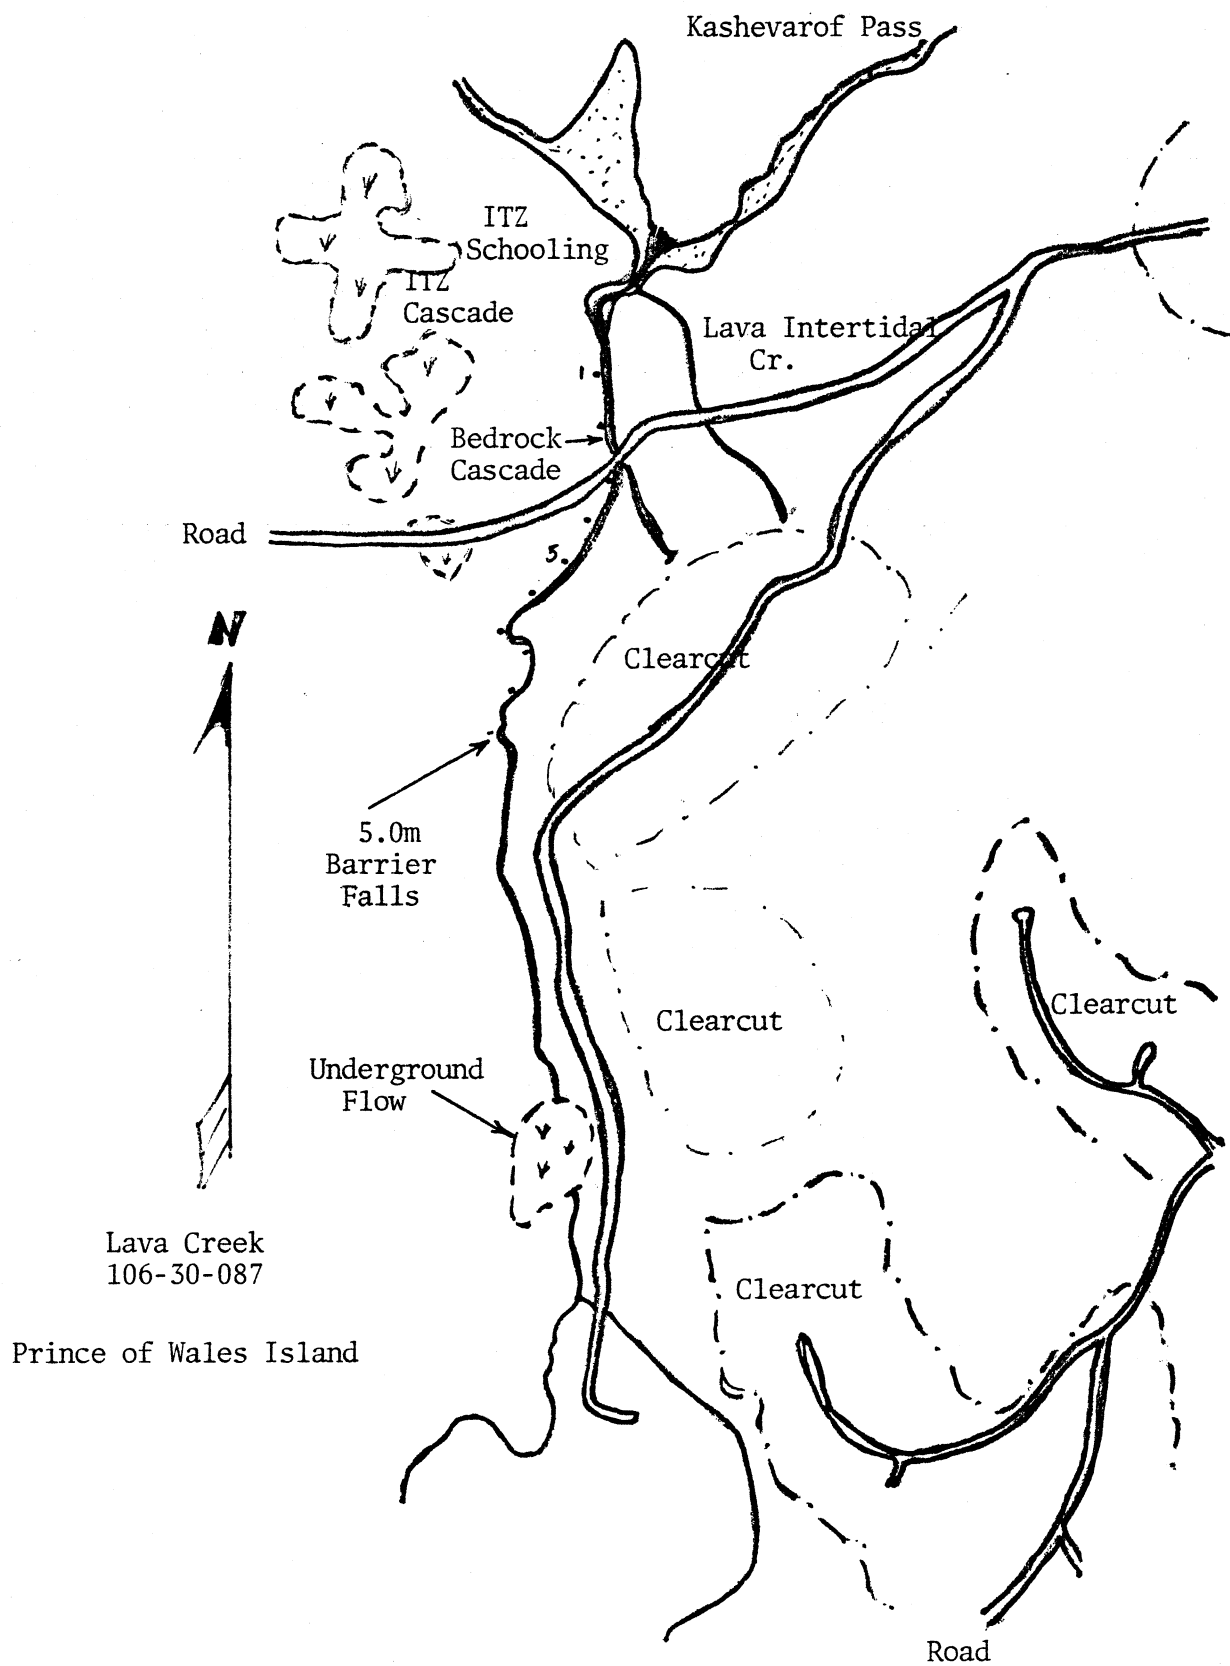 Kashevarof Pass
ITZ
Schooling
ITZ
Cascade
Lava Intertidal
Cr.
1
Bedrock
Cascade
Road
5
N
Clearcut
5.0m
Barrier
Falls
Clearcut
Clearcut
Underground
Flow
Lava Creek
106-30-087
Clearcut
Prince of Wales Island
Road